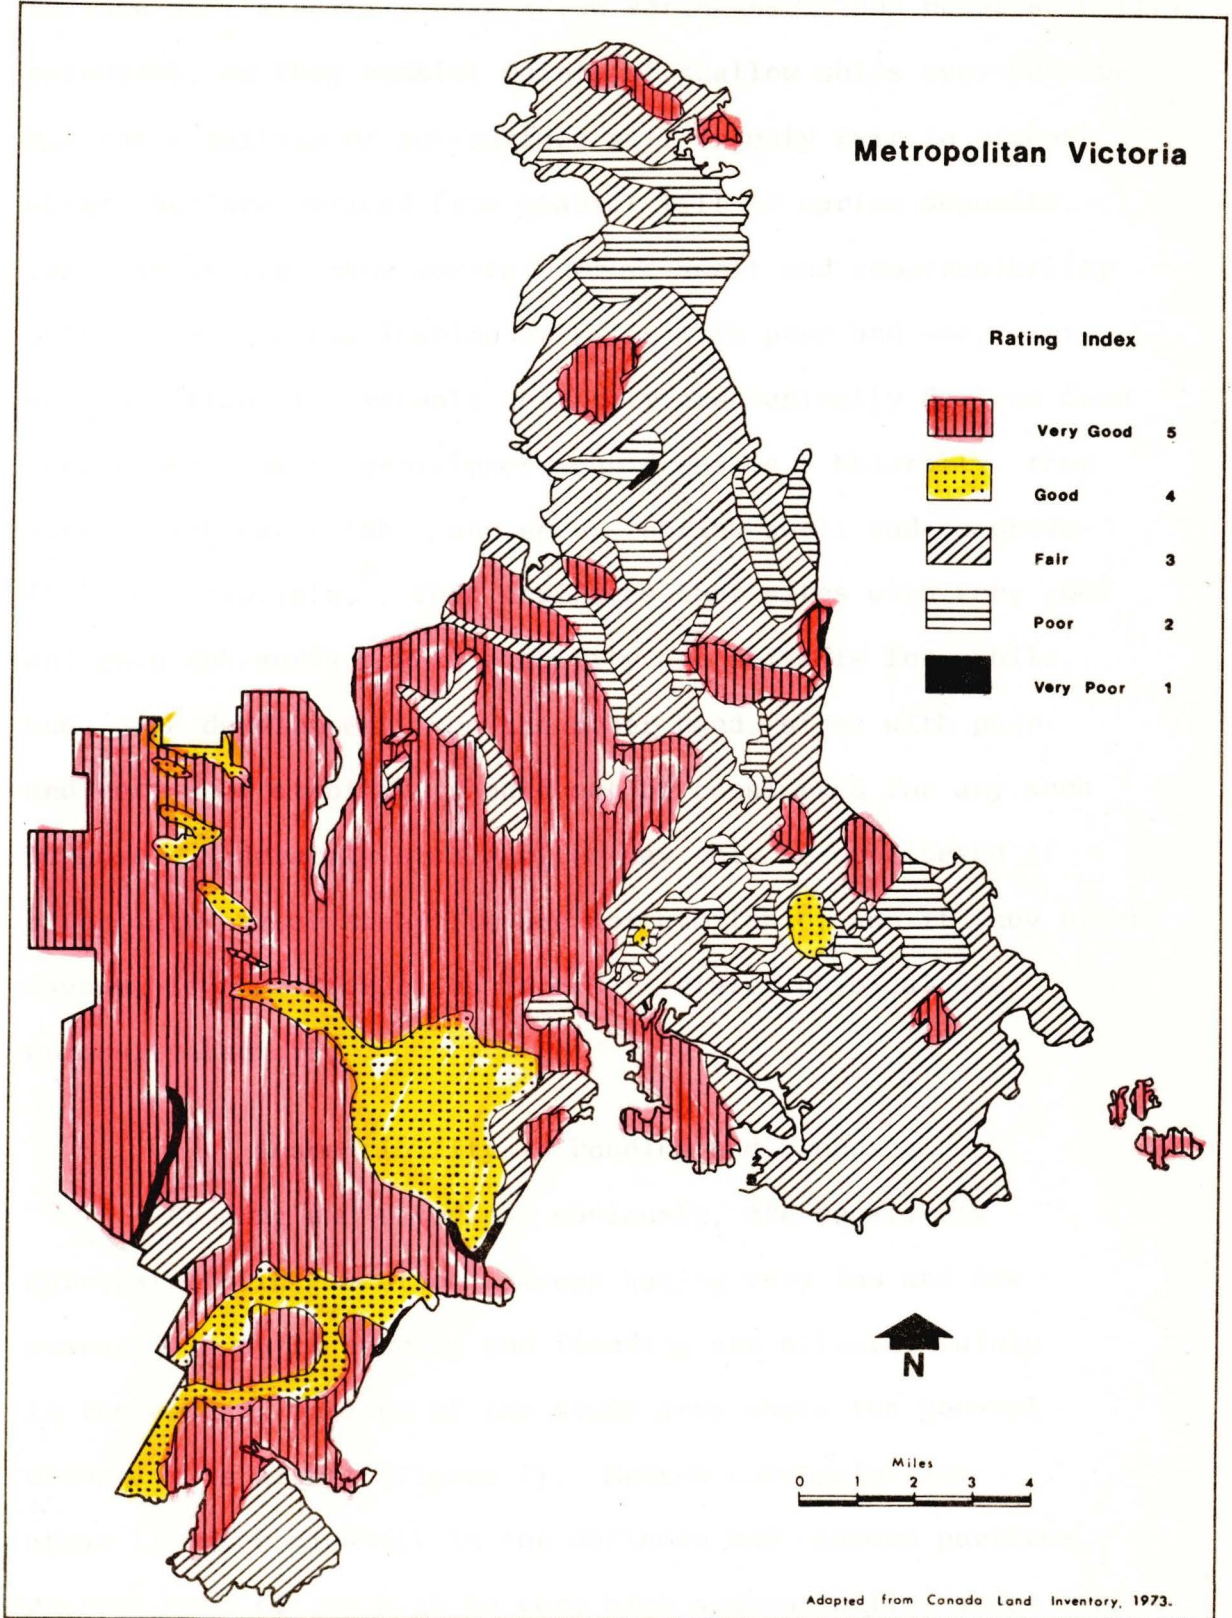 Metropolitan Victoria
Rating Index
Very Good 5
Good 4
Fair 3
Poor 2
Very Poor 1
N
Miles
0 1 2 3 4
Adapted from Canada Land Inventory, 1973.